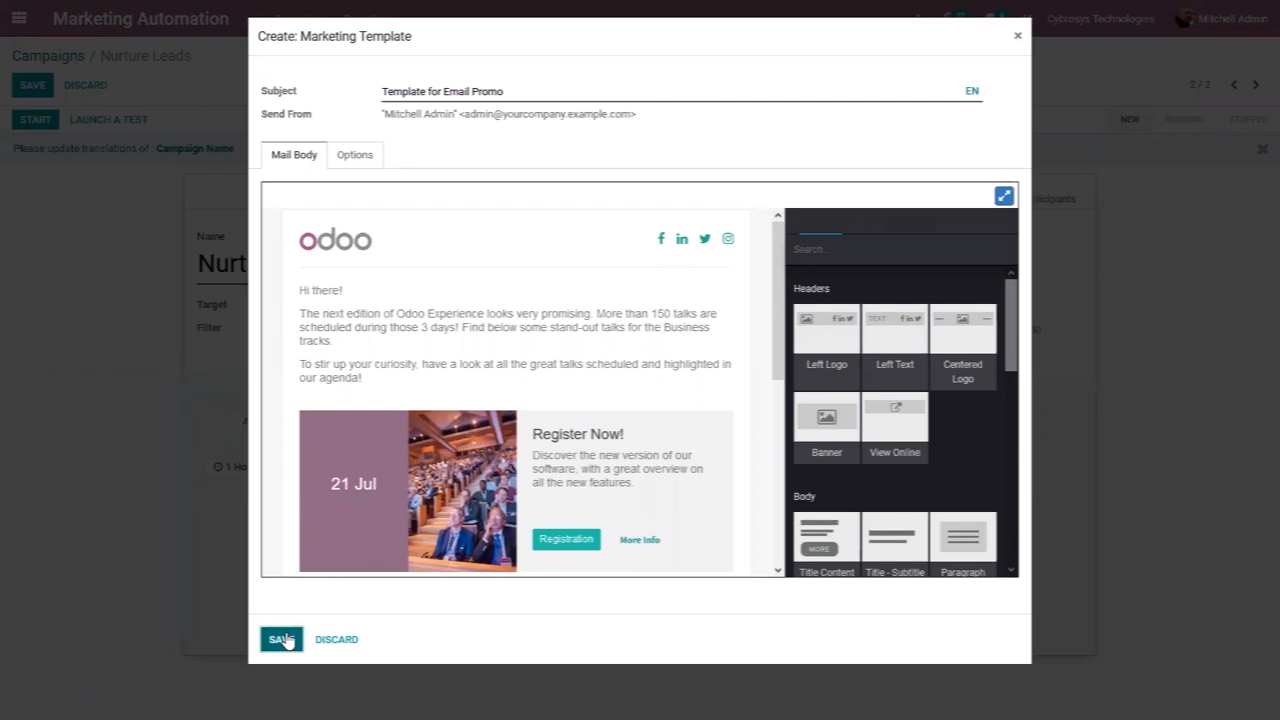 Marketing Automation
Cybrosys Technologies
Mitchell Admin
Campaigns / Nurture Leads
SAVE
DISCARD
2 / 2
START
LAUNCH A TEST
NEW
RUNNING
STOPPED
Please update translations of : Campaign Name
Name
Nurt
Target
Filter
Create: Marketing Template
×
Subject
Template for Email Promo
EN
Send From
"Mitchell Admin" <admin@yourcompany.example.com>
Mail Body
Options
odoo
Hi there!
The next edition of Odoo Experience looks very promising. More than 150 talks are
scheduled during those 3 days! Find below some stand-out talks for the Business
tracks.
To stir up your curiosity, have a look at all the great talks scheduled and highlighted in
our agenda!
21 Jul
Register Now!
Discover the new version of our
software, with a great overview on
all the new features.
Registration
More Info
Search...
Headers
TEXT
Left Logo
Left Text
Centered
Logo
Banner
View Online
Body
MORE
Title Content
Title - Subtitle
Paragraph
SAVE
DISCARD